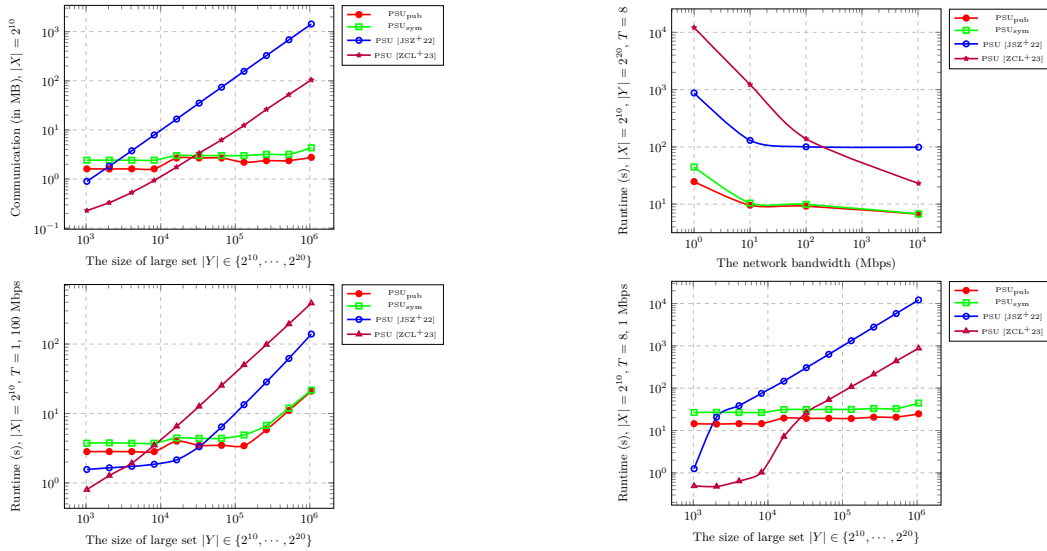 Communication (in MB), |X| = 2^10
10^3
10^2
10^1
10^0
10^−1
10^3 10^4 10^5 10^6
The size of large set |Y| ∈ {2^10, ⋯ , 2^20}
PSU_pub
PSU_sym
PSU [JSZ^+22]
PSU [ZCL^+23]
Runtime (s), |X| = 2^10, |Y| = 2^20, T = 8
10^4
10^3
10^2
10^1
10^0 10^1 10^2 10^3 10^4
The network bandwidth (Mbps)
PSU_pub
PSU_sym
PSU [JSZ^+22]
PSU [ZCL^+23]
Runtime (s), |X| = 2^10, T = 1, 100 Mbps
10^2
10^1
10^0
10^3 10^4 10^5 10^6
The size of large set |Y| ∈ {2^10, ⋯ , 2^20}
PSU_pub
PSU_sym
PSU [JSZ^+22]
PSU [ZCL^+23]
Runtime (s), |X| = 2^10, T = 8, 1 Mbps
10^4
10^3
10^2
10^1
10^0
10^3 10^4 10^5 10^6
The size of large set |Y| ∈ {2^10, ⋯ , 2^20}
PSU_pub
PSU_sym
PSU [JSZ^+22]
PSU [ZCL^+23]